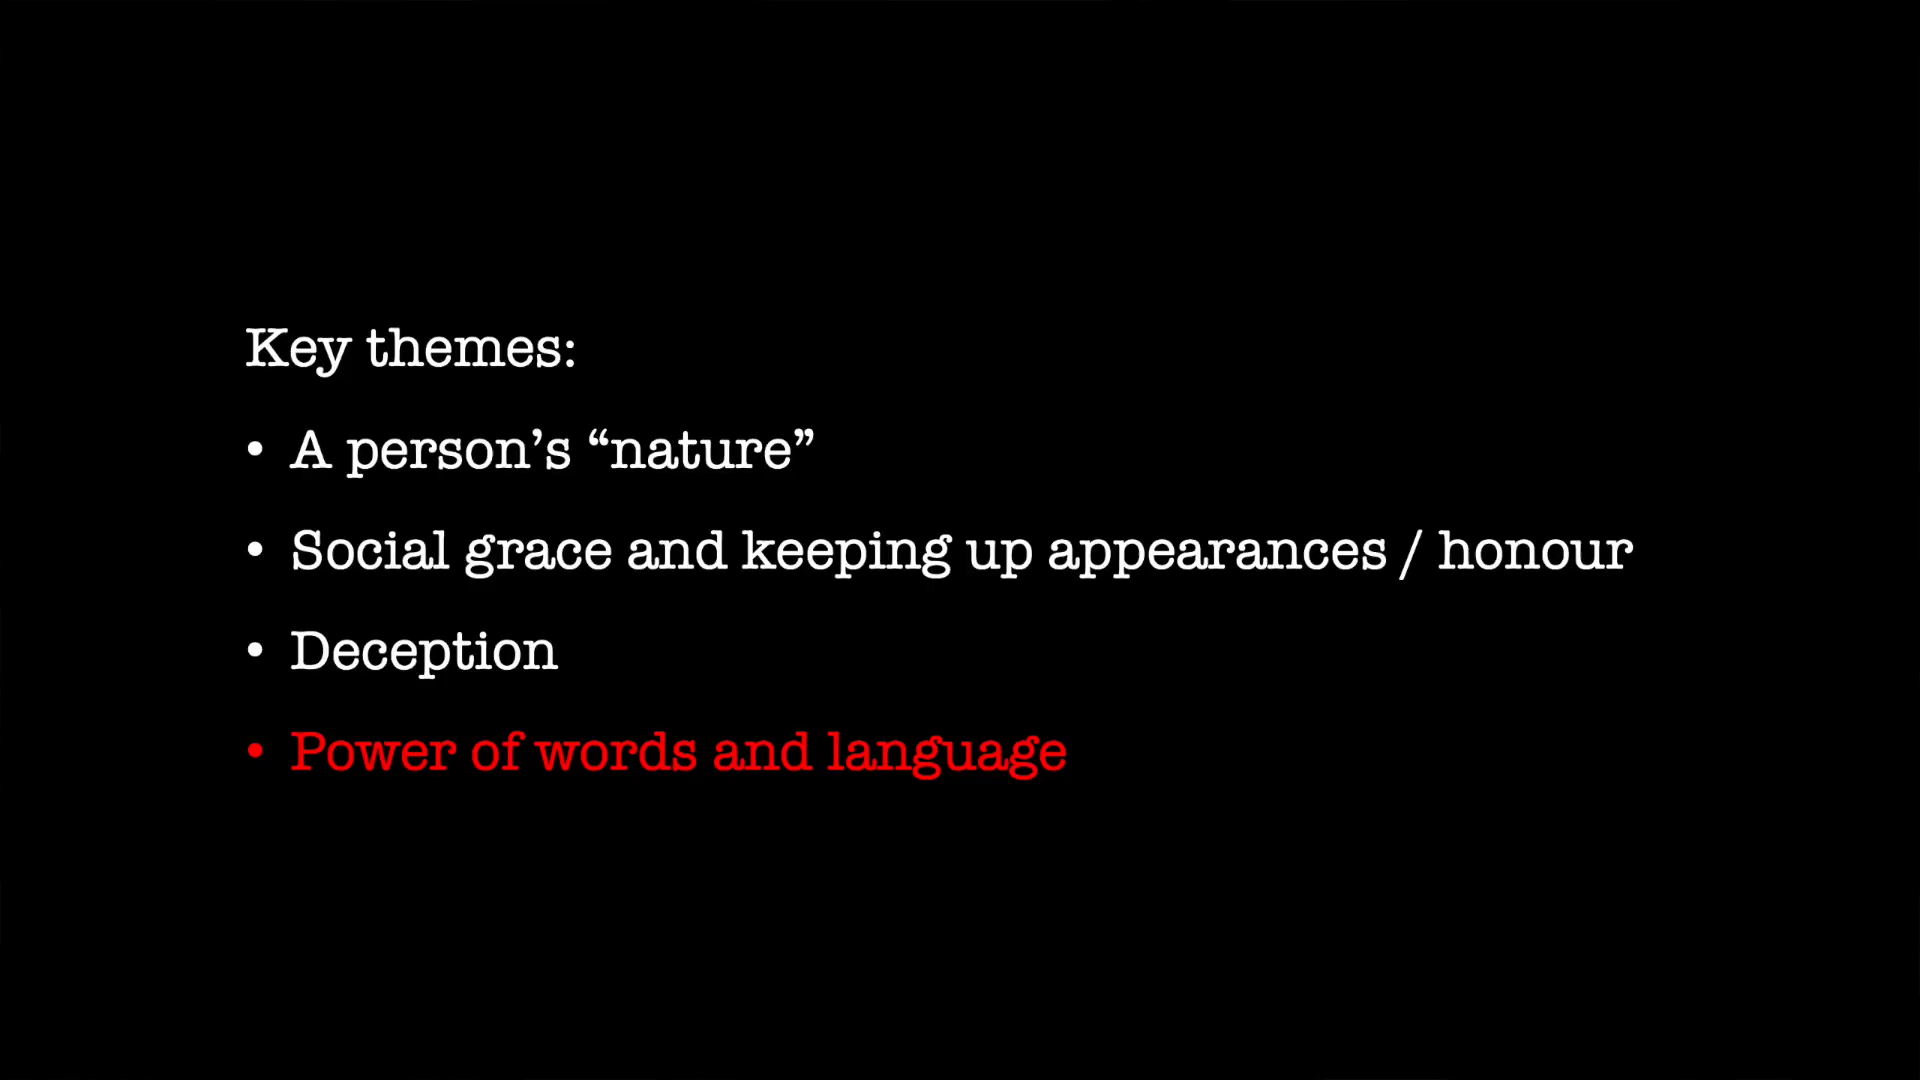 Key themes:
• A person’s “nature”
• Social grace and keeping up appearances / honour
• Deception
• Power of words and language